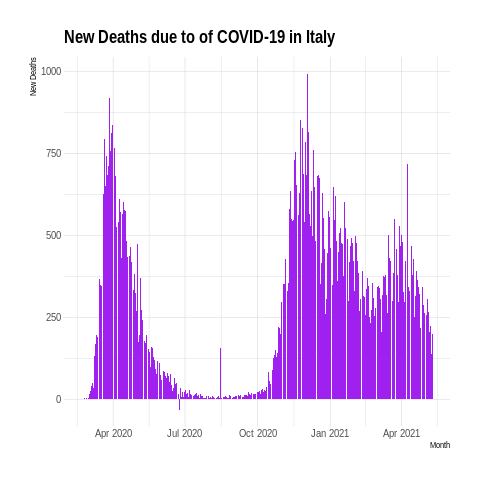 New Deaths due to of COVID-19 in Italy
New Deaths
1000
750
500
250
0
Apr 2020 Jul 2020 Oct 2020 Jan 2021 Apr 2021
Month